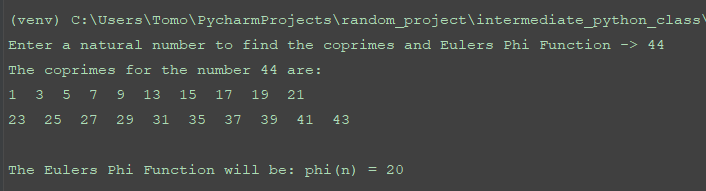 (venv) C:\Users\Tomo\PycharmProjects\random_project\intermediate_python_class\
Enter a natural number to find the coprimes and Eulers Phi Function -> 44
The coprimes for the number 44 are:
1 3 5 7 9 13 15 17 19 21
23 25 27 29 31 35 37 39 41 43
The Eulers Phi Function will be: phi(n) = 20